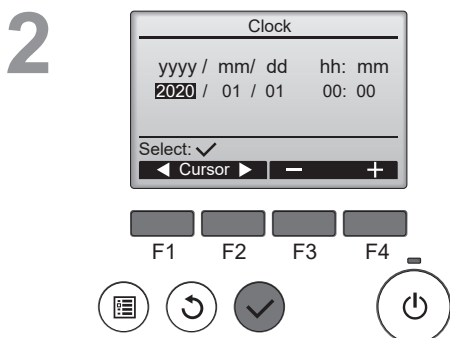 2
Clock
yyyy / mm/ dd hh: mm
2020 / 01 / 01 00: 00
Select: ✓
◀ Cursor ▶ − +
F1 F2 F3 F4